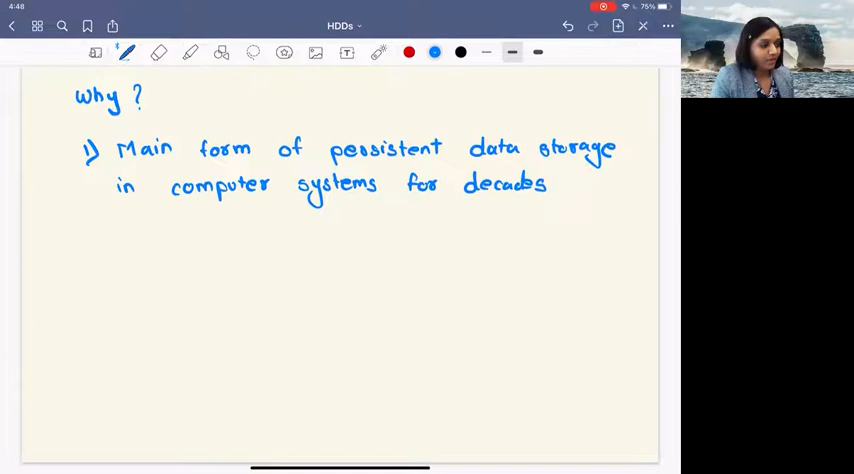 4:48
75%
HDDs
Why?
1) Main form of persistent data storage
in computer systems for decades